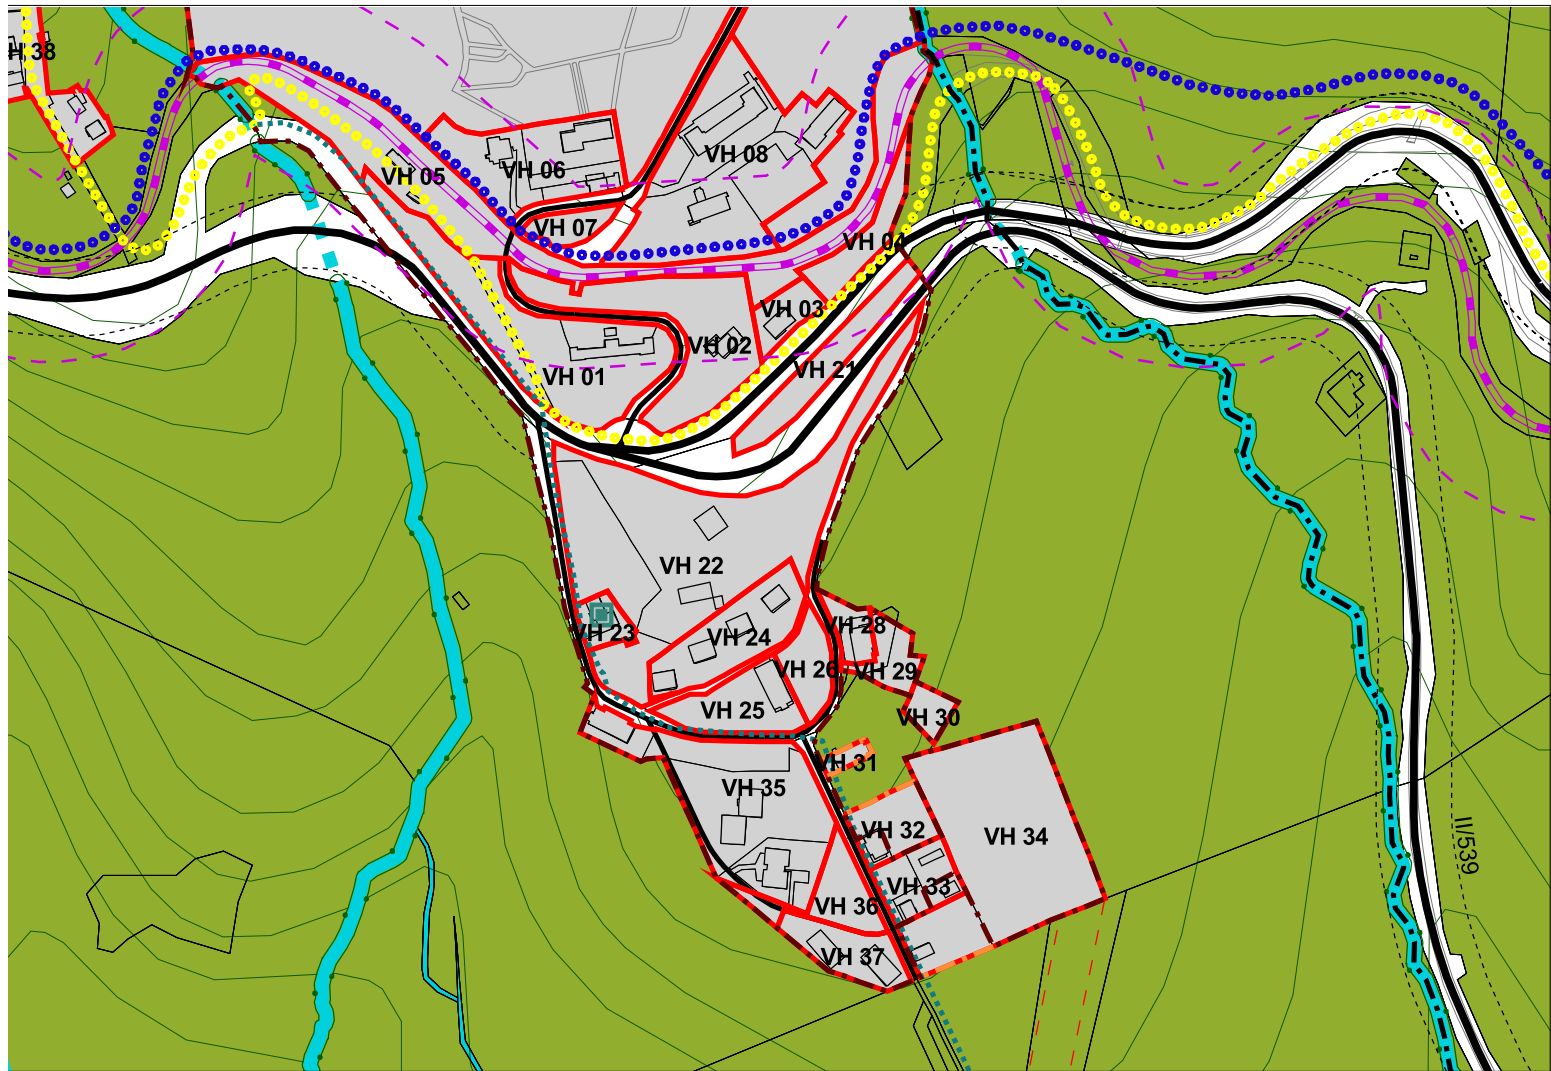 H 38
VH 08
VH 06
VH 05
VH 07
VH 04
VH 03
VH 02
VH 01
VH 21
VH 22
VH 23
VH 24
VH 28
VH 26
VH 29
VH 25
VH 30
VH 31
VH 35
VH 32
VH 34
II/539
VH 33
VH 36
VH 37